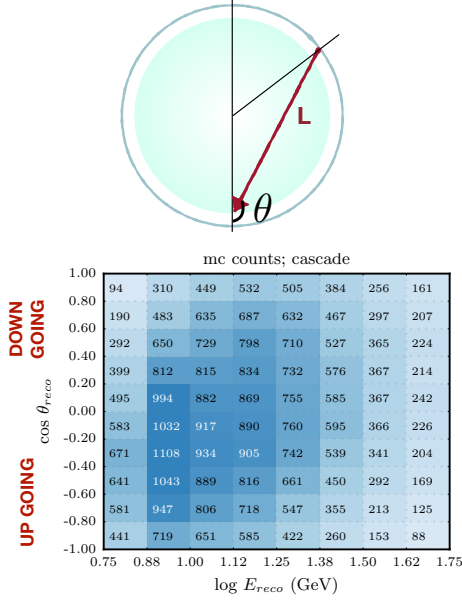 L
θ
mc counts; cascade
1.00
0.80
0.60
0.40
0.20
0.00
-0.20
-0.40
-0.60
-0.80
-1.00
DOWN
GOING
UP GOING
cos θreco
94 310 449 532 505 384 256 161
190 483 635 687 632 467 297 207
292 650 729 798 710 527 365 224
399 812 815 834 732 576 367 214
495 994 882 869 755 585 367 242
583 1032 917 890 760 595 366 226
671 1108 934 905 742 539 341 204
641 1043 889 816 661 450 292 169
581 947 806 718 547 355 213 125
441 719 651 585 422 260 153 88
0.75 0.88 1.00 1.12 1.25 1.38 1.50 1.62 1.75
log Ereco (GeV)